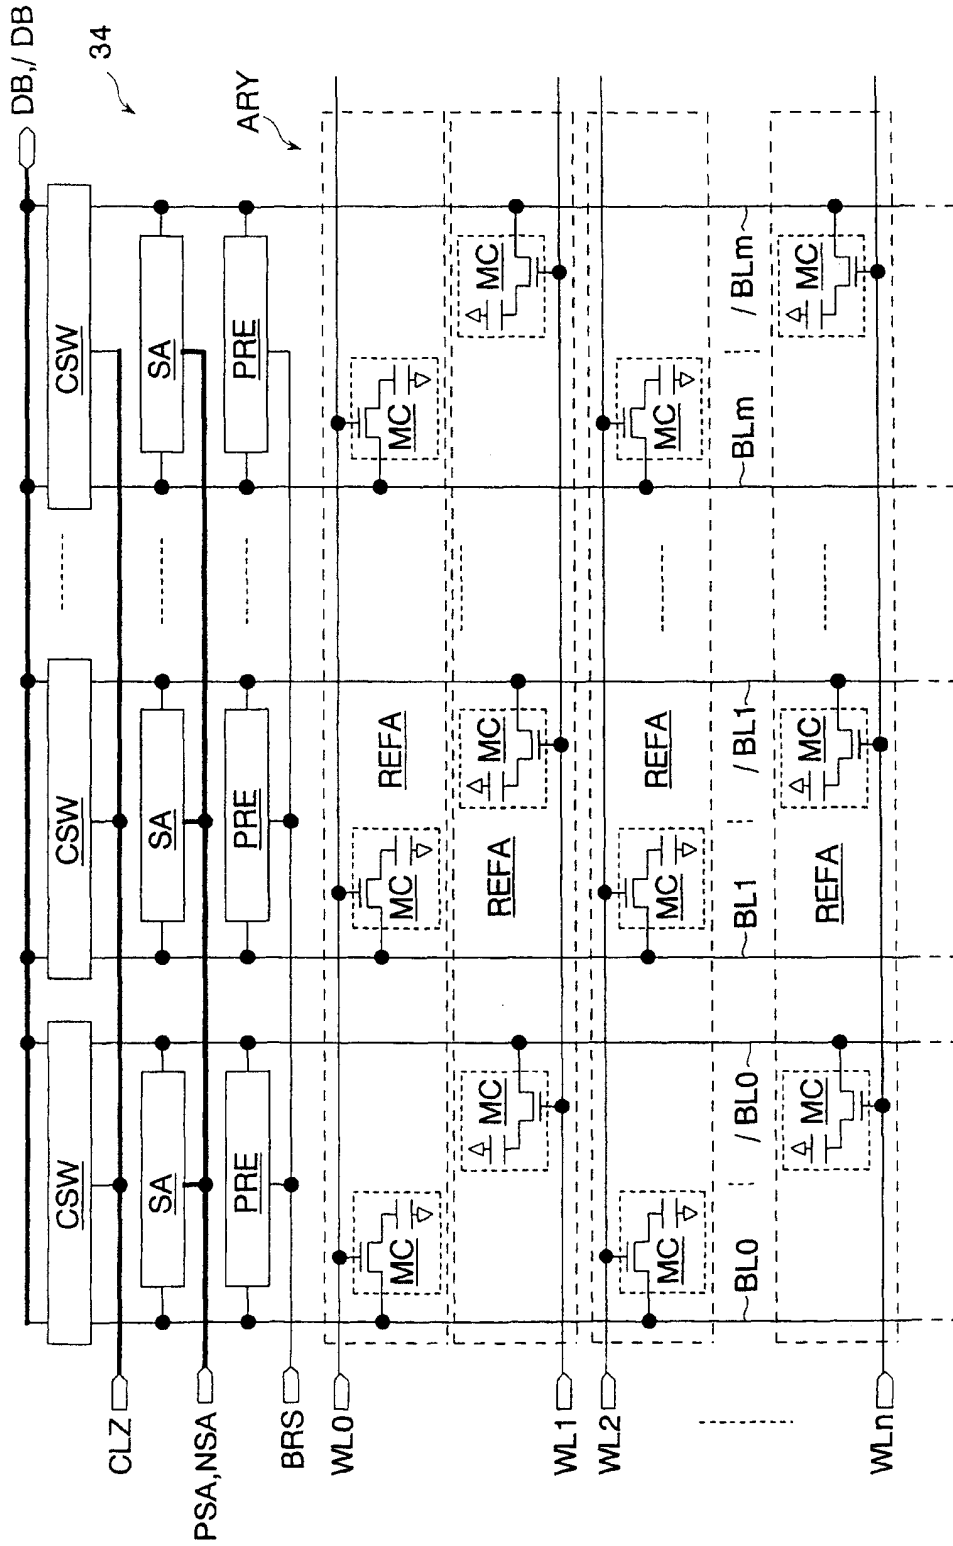 DB,/ DB
34
CSW CSW CSW
CLZ
SA SA SA
PSA,NSA
PRE PRE PRE
BRS
ARY
WL0
MC MC REFA MC
MC REFA MC MC
WL1
WL2
MC MC REFA MC
BL0 / BL0 BL1 / BL1 BLm / BLm
MC REFA MC MC
WLn